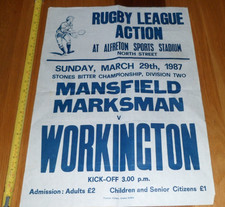 RUGBY LEAGUE
ACTION
AT ALFRETON SPORTS STADIUM
NORTH STREET
SUNDAY, MARCH 29th, 1987
STONES BITTER CHAMPIONSHIP, DIVISION TWO
MANSFIELD
MARKSMAN
v
WORKINGTON
KICK-OFF 3.00 p.m.
Admission: Adults £2 Children and Senior Citizens £1